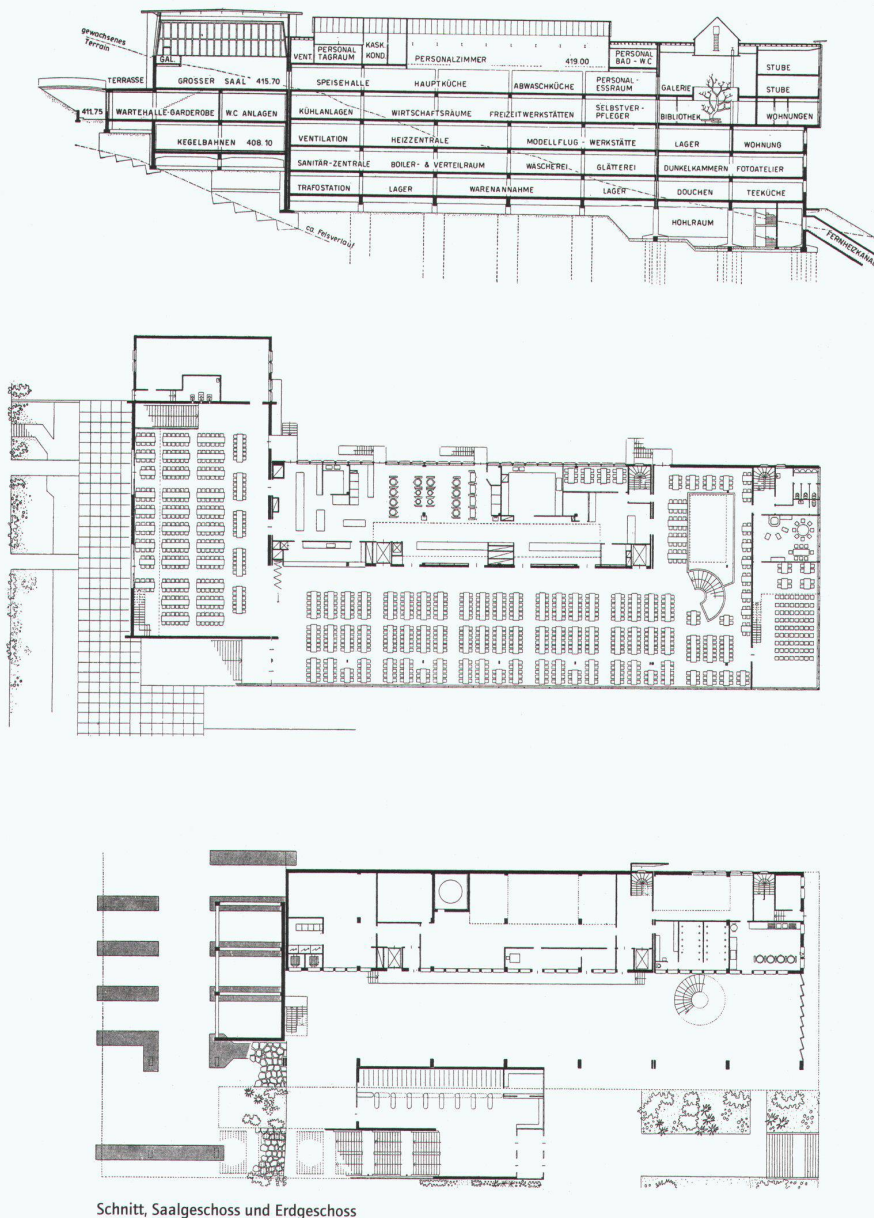 gewachsenes
Terrain
GAL.
VENT.
PERSONAL
TAGRAUM
KASK.
KOND.
PERSONALZIMMER 419.00
PERSONAL
BAD - W.C
STUBE
TERRASSE
GROSSER SAAL 415.70
SPEISEHALLE HAUPTKÜCHE ABWASCHKÜCHE
PERSONAL-
ESSRAUM
GALERIE
STUBE
411.75
WARTEHALLE-GARDEROBE W.C ANLAGEN
KÜHLANLAGEN WIRTSCHAFTSRÄUME FREIZEITWERKSTÄTTEN
SELBSTVER-
PFLEGER
BIBLIOTHEK
WOHNUNGEN
KEGELBAHNEN 408.10
VENTILATION HEIZZENTRALE MODELLFLUG - WERKSTÄTTE LAGER WOHNUNG
SANITÄR-ZENTRALE BOILER- & VERTEILRAUM WASCHEREI GLÄTTEREI DUNKELKAMMERN FOTOATELIER
TRAFOSTATION LAGER WARENANNAHME LAGER DOUCHEN TEEKÜCHE
HOHLRAUM
ca. Felsverlauf
FERNHEIZKANAL
Schnitt, Saalgeschoss und Erdgeschoss